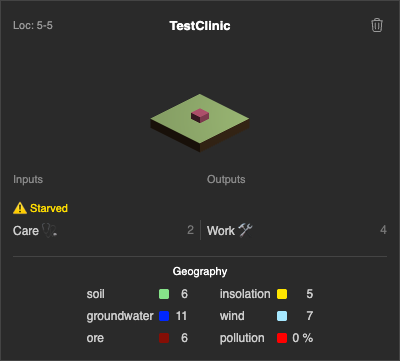 Loc: 5-5 TestClinic
Inputs Outputs
Starved
Care 2 Work 4
Geography
soil 6 insolation 5
groundwater 11 wind 7
ore 6 pollution 0 %